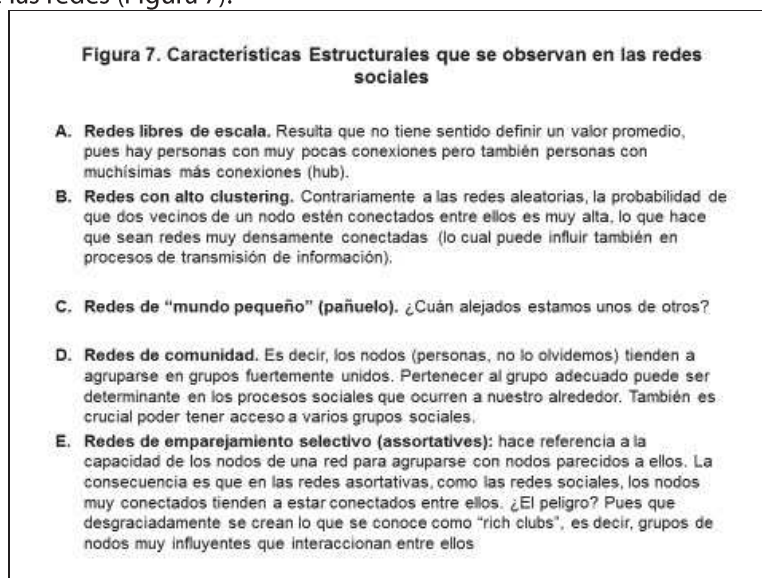 las redes (Figura 7).
Figura 7. Características Estructurales que se observan en las redes
sociales
A. Redes libres de escala. Resulta que no tiene sentido definir un valor promedio,
pues hay personas con muy pocas conexiones pero también personas con
muchísimas más conexiones (hub).
B. Redes con alto clustering. Contrariamente a las redes aleatorias, la probabilidad de
que dos vecinos de un nodo estén conectados entre ellos es muy alta, lo que hace
que sean redes muy densamente conectadas (lo cual puede influir también en
procesos de transmisión de información).
C. Redes de “mundo pequeño” (pañuelo). ¿Cuán alejados estamos unos de otros?
D. Redes de comunidad. Es decir, los nodos (personas, no lo olvidemos) tienden a
agruparse en grupos fuertemente unidos. Pertenecer al grupo adecuado puede ser
determinante en los procesos sociales que ocurren a nuestro alrededor. También es
crucial poder tener acceso a varios grupos sociales.
E. Redes de emparejamiento selectivo (assortatives): hace referencia a la
capacidad de los nodos de una red para agruparse con nodos parecidos a ellos. La
consecuencia es que en las redes asortativas, como las redes sociales, los nodos
muy conectados tienden a estar conectados entre ellos. ¿El peligro? Pues que
desgraciadamente se crean lo que se conoce como “rich clubs”, es decir, grupos de
nodos muy influyentes que interaccionan entre ellos